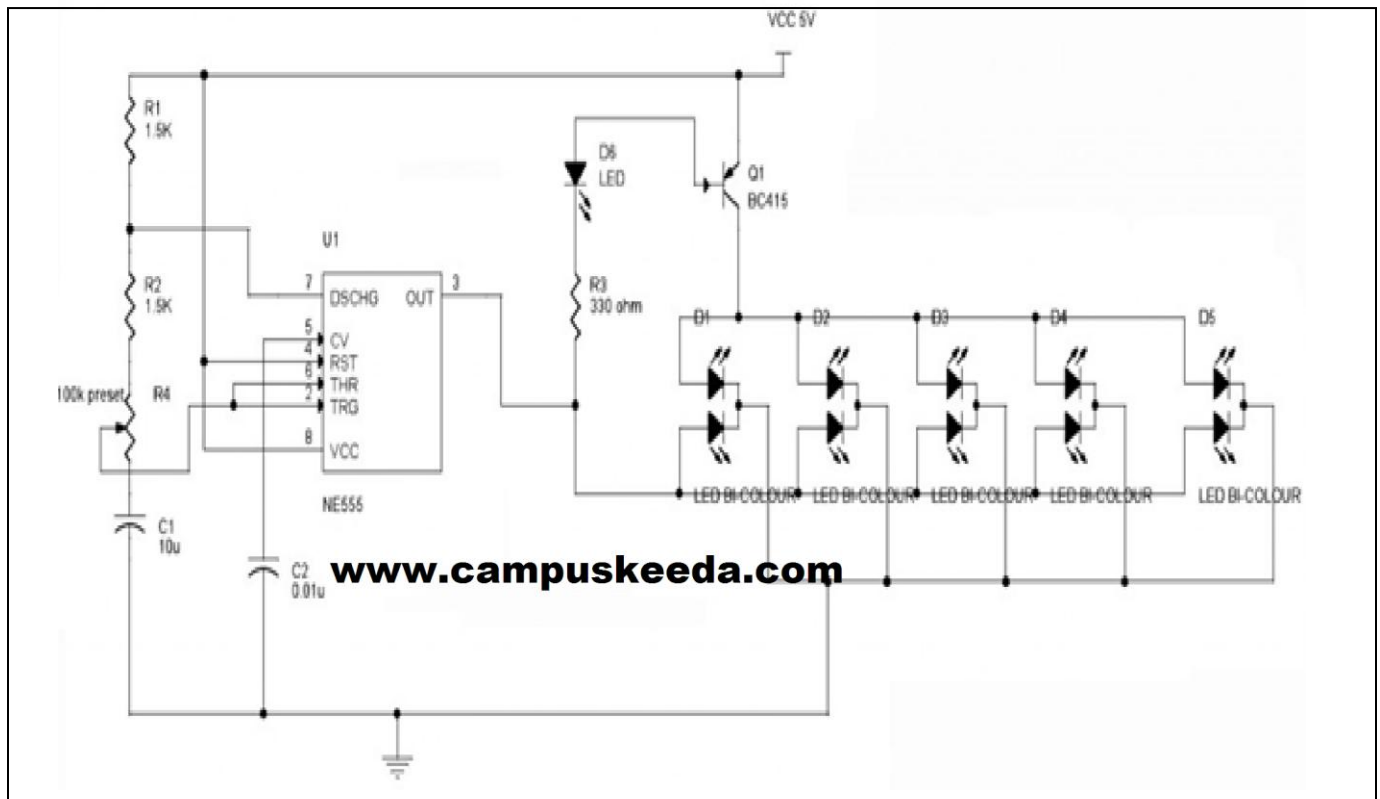 VCC 5V
R1
1.5K
D6
LED
Q1
BC415
U1
R2
1.5K
7
DSCHG
OUT
3
R3
330 ohm
5
CV
4
RST
6
THR
2
TRG
8
VCC
D1
D2
D3
D4
D5
100k preset
R4
NE555
LED BI-COLOUR
LED BI-COLOUR
LED BI-COLOUR
LED BI-COLOUR
LED BI-COLOUR
C1
10u
C2
0.01u
www.campuskeeda.com